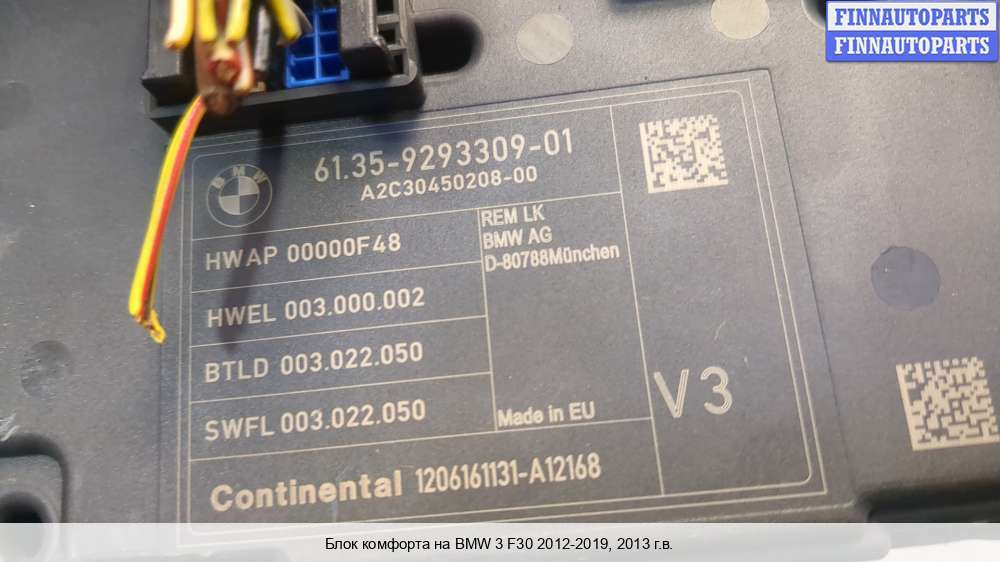 FINNAUTOPARTS
FINNAUTOPARTS
BMW
61.35-9293309-01
A2C30450208-00
HWAP 00000F48
REM LK
BMW AG
D-80788München
HWEL 003.000.002
BTLD 003.022.050
SWFL 003.022.050
Made in EU
V3
Continental 1206161131-A12168
Блок комфорта на BMW 3 F30 2012-2019, 2013 г.в.